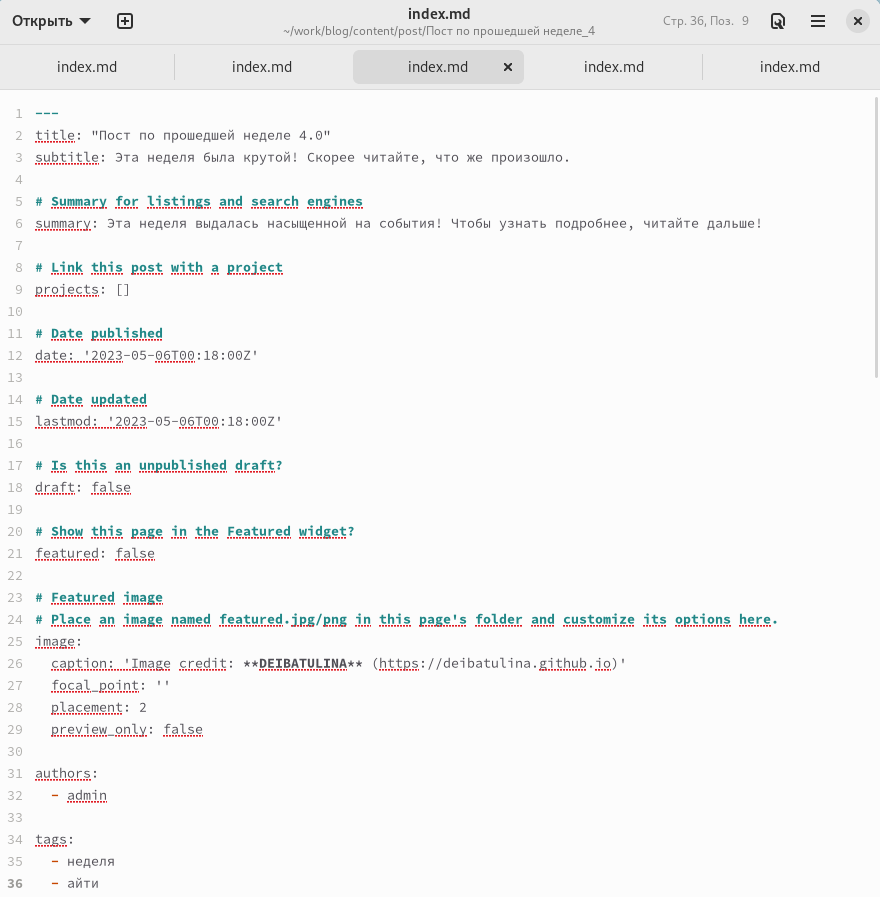 Открыть
index.md
~/work/blog/content/post/Пост по прошедшей неделе_4
Стр. 36, Поз. 9
index.md
index.md
index.md
index.md
index.md
1 ---
2 title: "Пост по прошедшей неделе 4.0"
3 subtitle: Эта неделя была крутой! Скорее читайте, что же произошло.
4
5 # Summary for listings and search engines
6 summary: Эта неделя выдалась насыщенной на события! Чтобы узнать подробнее, читайте дальше!
7
8 # Link this post with a project
9 projects: []
10
11 # Date published
12 date: '2023-05-06T00:18:00Z'
13
14 # Date updated
15 lastmod: '2023-05-06T00:18:00Z'
16
17 # Is this an unpublished draft?
18 draft: false
19
20 # Show this page in the Featured widget?
21 featured: false
22
23 # Featured image
24 # Place an image named featured.jpg/png in this page's folder and customize its options here.
25 image:
26   caption: 'Image credit: **DEIBATULINA** (https://deibatulina.github.io)'
27   focal_point: ''
28   placement: 2
29   preview_only: false
30
31 authors:
32   - admin
33
34 tags:
35   - неделя
36   - айти